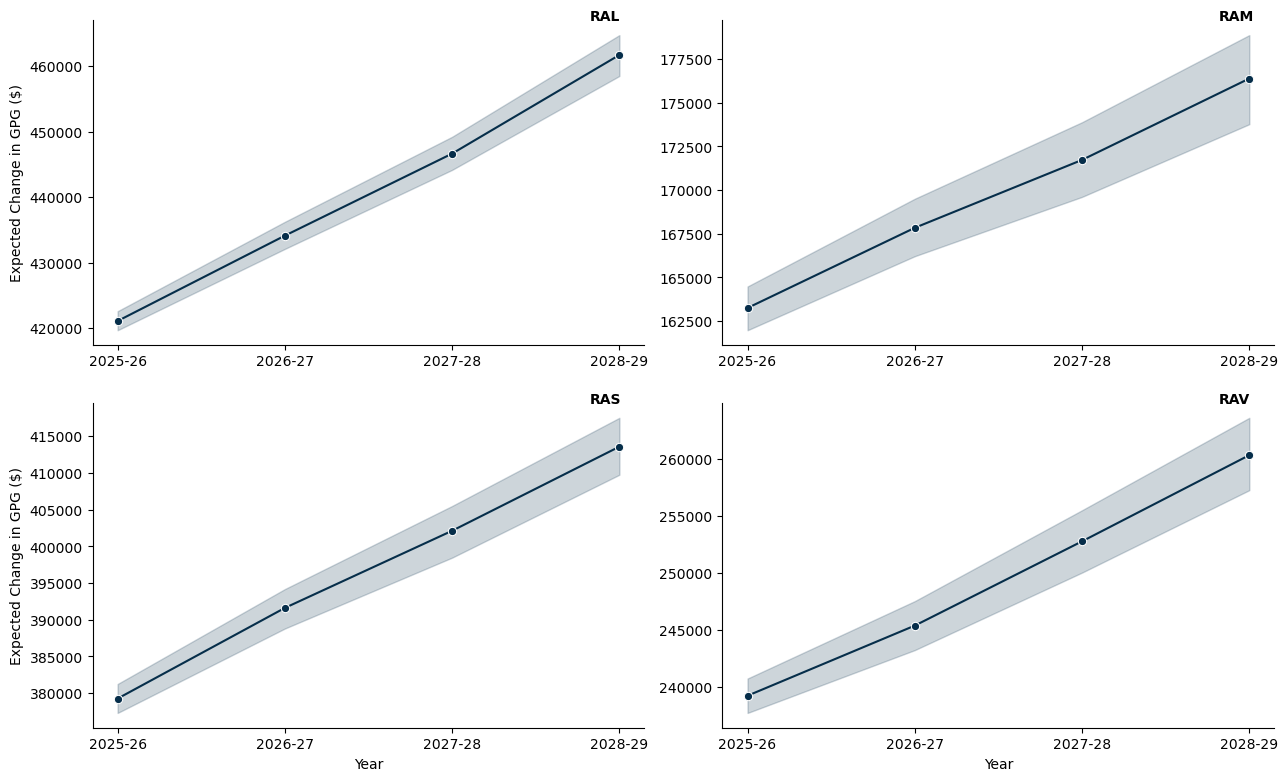 RAL
Expected Change in GPG ($)
460000
450000
440000
430000
420000
2025-26 2026-27 2027-28 2028-29
RAM
177500
175000
172500
170000
167500
165000
162500
2025-26 2026-27 2027-28 2028-29
RAS
Expected Change in GPG ($)
415000
410000
405000
400000
395000
390000
385000
380000
2025-26 2026-27 2027-28 2028-29
Year
RAV
260000
255000
250000
245000
240000
2025-26 2026-27 2027-28 2028-29
Year